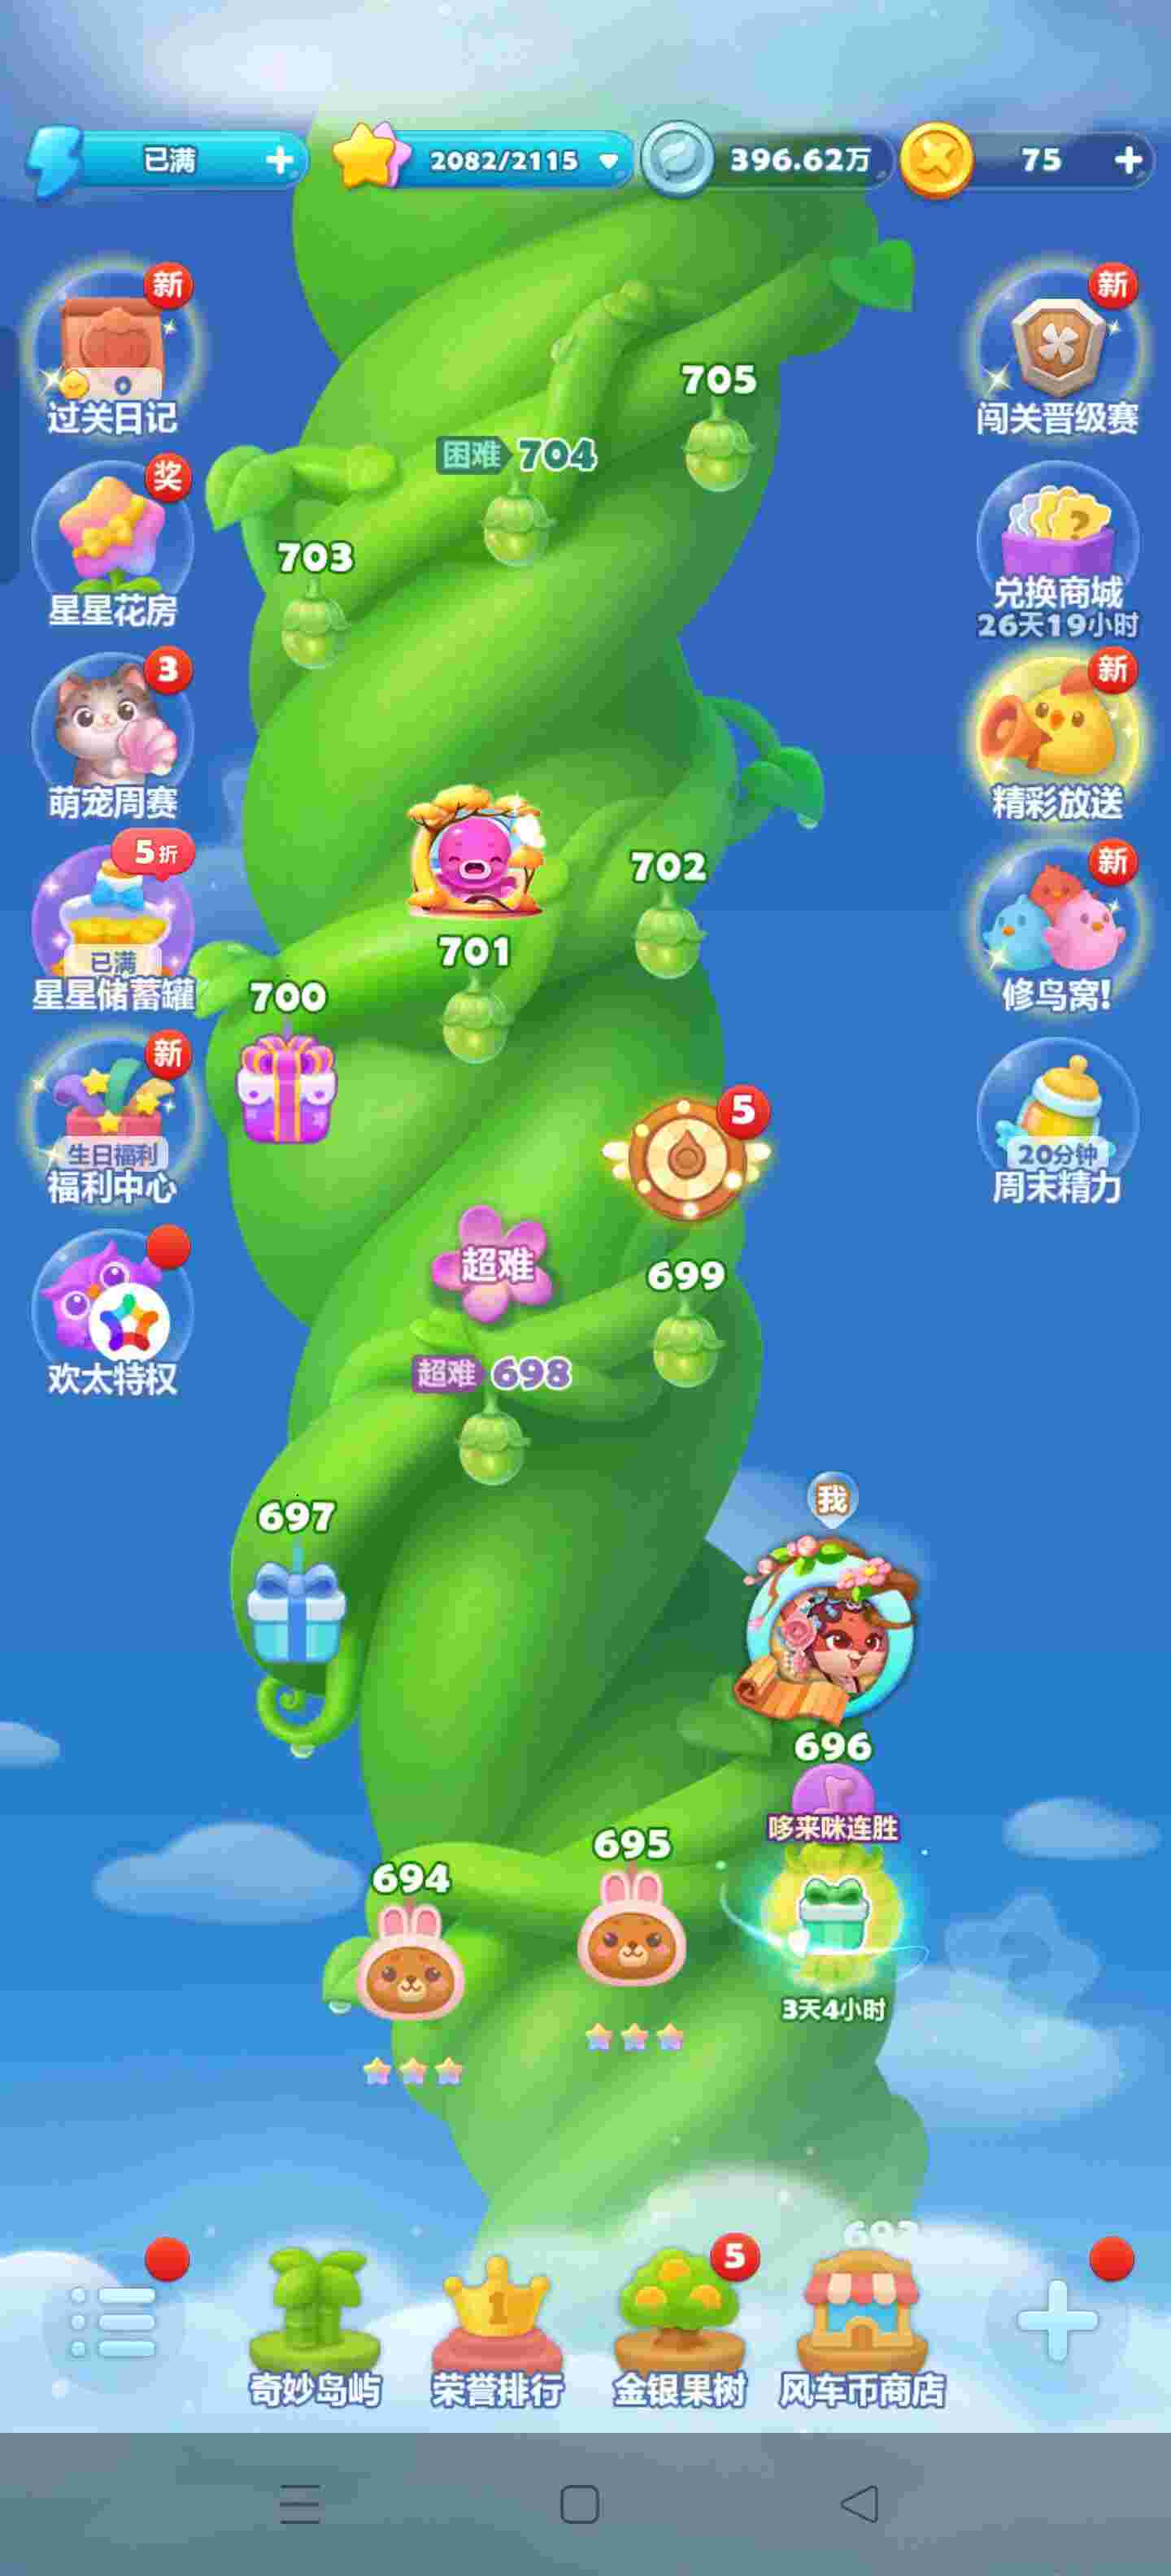 已满
2082/2115
396.62万
75
新
0
过关日记
新
闯关晋级赛
705
困难 704
703
奖
星星花房
兑换商城
26天19小时
3
萌宠周赛
新
精彩放送
702
701
700
5折
已满
星星储蓄罐
新
修鸟窝!
新
生日福利
福利中心
5
20分钟
周末精力
超难
699
超难 698
欢太特权
697
我
696
哆来咪连胜
3天4小时
695
694
奇妙岛屿
1
荣誉排行
5
金银果树
风车币商店